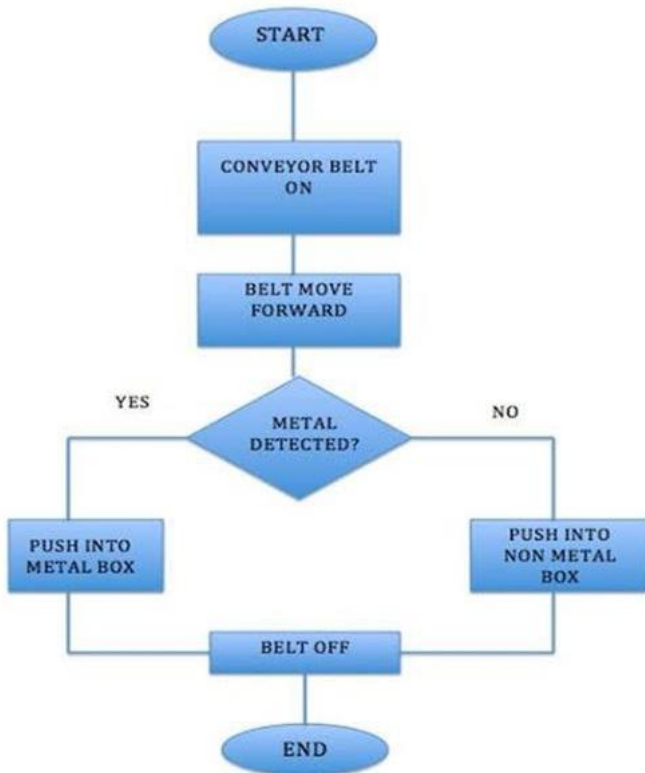 START
CONVEYOR BELT
ON
BELT MOVE
FORWARD
YES
NO
METAL
DETECTED?
PUSH INTO
METAL BOX
PUSH INTO
NON METAL
BOX
BELT OFF
END